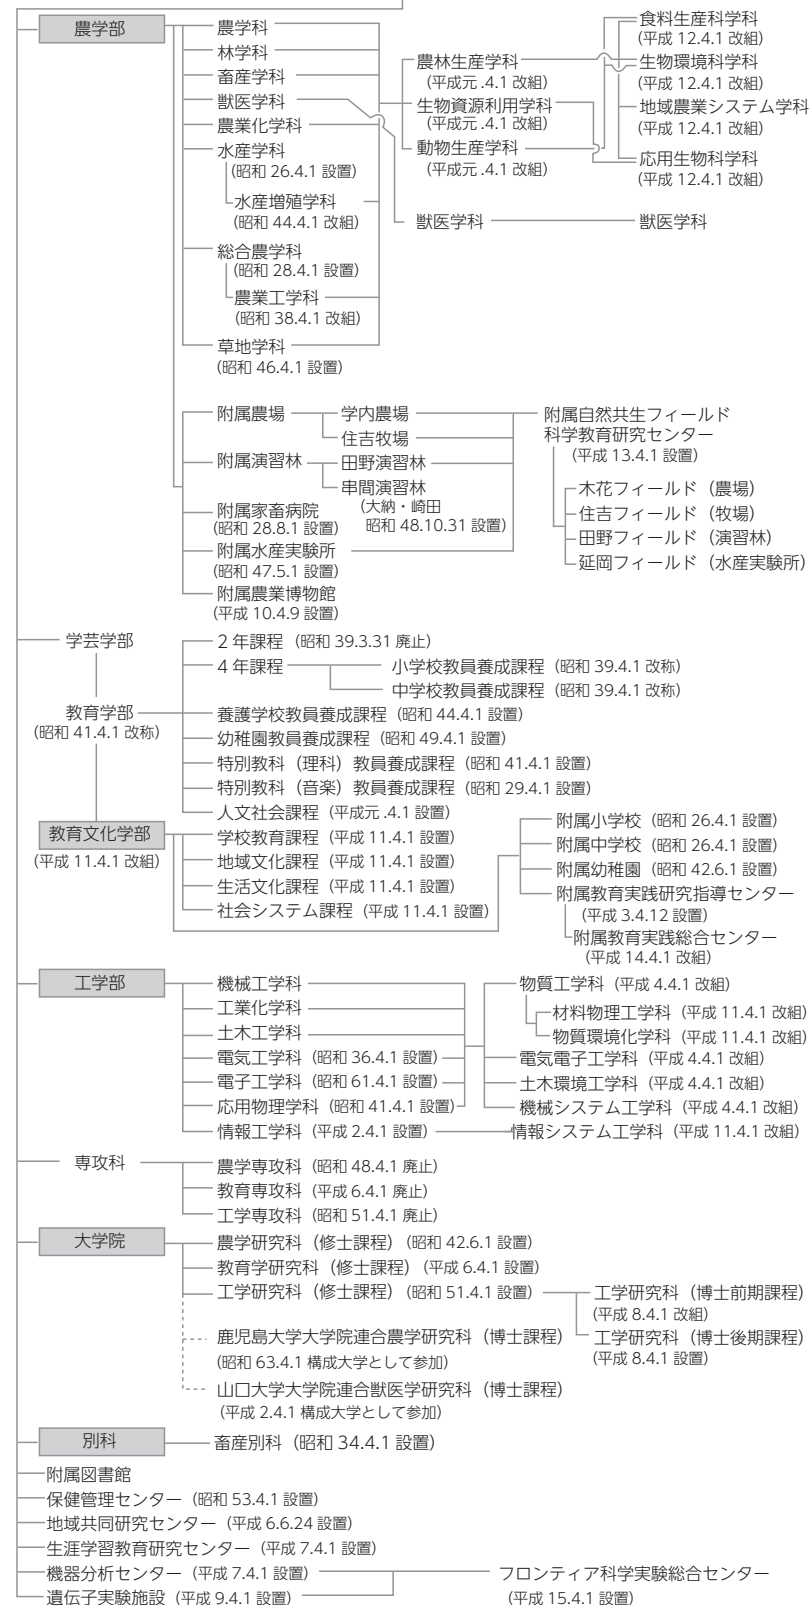 農学部
農学科
林学科
畜産学科
獣医学科
農業化学科
水産学科
(昭和 26.4.1 設置)
水産増殖学科
(昭和 44.4.1 改組)
総合農学科
(昭和 28.4.1 設置)
農業工学科
(昭和 38.4.1 改組)
草地学科
(昭和 46.4.1 設置)
農林生産学科
(平成元 .4.1 改組)
生物資源利用学科
(平成元 .4.1 改組)
動物生産学科
(平成元 .4.1 改組)
獣医学科
食料生産科学科
(平成 12.4.1 改組)
生物環境科学科
(平成 12.4.1 改組)
地域農業システム学科
(平成 12.4.1 改組)
応用生物科学科
(平成 12.4.1 改組)
獣医学科
附属農場
学内農場
住吉牧場
附属演習林
田野演習林
串間演習林
(大納・崎田
昭和 48.10.31 設置)
附属家畜病院
(昭和 28.8.1 設置)
附属水産実験所
(昭和 47.5.1 設置)
附属農業博物館
(平成 10.4.9 設置)
附属自然共生フィールド
科学教育研究センター
(平成 13.4.1 設置)
木花フィールド（農場）
住吉フィールド（牧場）
田野フィールド（演習林）
延岡フィールド（水産実験所）
学芸学部
教育学部
(昭和 41.4.1 改称)
2 年課程 (昭和 39.3.31 廃止)
4 年課程
小学校教員養成課程 (昭和 39.4.1 改称)
中学校教員養成課程 (昭和 39.4.1 改称)
養護学校教員養成課程 (昭和 44.4.1 設置)
幼稚園教員養成課程 (昭和 49.4.1 設置)
特別教科（理科）教員養成課程 (昭和 41.4.1 設置)
特別教科（音楽）教員養成課程 (昭和 29.4.1 設置)
人文社会課程 (平成元 .4.1 設置)
教育文化学部
(平成 11.4.1 改組)
学校教育課程 (平成 11.4.1 設置)
地域文化課程 (平成 11.4.1 設置)
生活文化課程 (平成 11.4.1 設置)
社会システム課程 (平成 11.4.1 設置)
附属小学校 (昭和 26.4.1 設置)
附属中学校 (昭和 26.4.1 設置)
附属幼稚園 (昭和 42.6.1 設置)
附属教育実践研究指導センター
(平成 3.4.12 設置)
附属教育実践総合センター
(平成 14.4.1 改組)
工学部
機械工学科
工業化学科
土木工学科
電気工学科 (昭和 36.4.1 設置)
電子工学科 (昭和 61.4.1 設置)
応用物理学科 (昭和 41.4.1 設置)
情報工学科 (平成 2.4.1 設置)
物質工学科 (平成 4.4.1 改組)
材料物理工学科 (平成 11.4.1 改組)
物質環境化学科 (平成 11.4.1 改組)
電気電子工学科 (平成 4.4.1 改組)
土木環境工学科 (平成 4.4.1 改組)
機械システム工学科 (平成 4.4.1 改組)
情報システム工学科 (平成 11.4.1 改組)
専攻科
農学専攻科 (昭和 48.4.1 廃止)
教育専攻科 (平成 6.4.1 廃止)
工学専攻科 (昭和 51.4.1 廃止)
大学院
農学研究科（修士課程）(昭和 42.6.1 設置)
教育学研究科（修士課程）(平成 6.4.1 設置)
工学研究科（修士課程）(昭和 51.4.1 設置)
工学研究科（博士前期課程）
(平成 8.4.1 改組)
工学研究科（博士後期課程）
(平成 8.4.1 設置)
鹿児島大学大学院連合農学研究科（博士課程）
(昭和 63.4.1 構成大学として参加)
山口大学大学院連合獣医学研究科（博士課程）
(平成 2.4.1 構成大学として参加)
別科
畜産別科（昭和 34.4.1 設置）
附属図書館
保健管理センター (昭和 53.4.1 設置)
地域共同研究センター (平成 6.6.24 設置)
生涯学習教育研究センター (平成 7.4.1 設置)
機器分析センター (平成 7.4.1 設置)
遺伝子実験施設 (平成 9.4.1 設置)
フロンティア科学実験総合センター
(平成 15.4.1 設置)